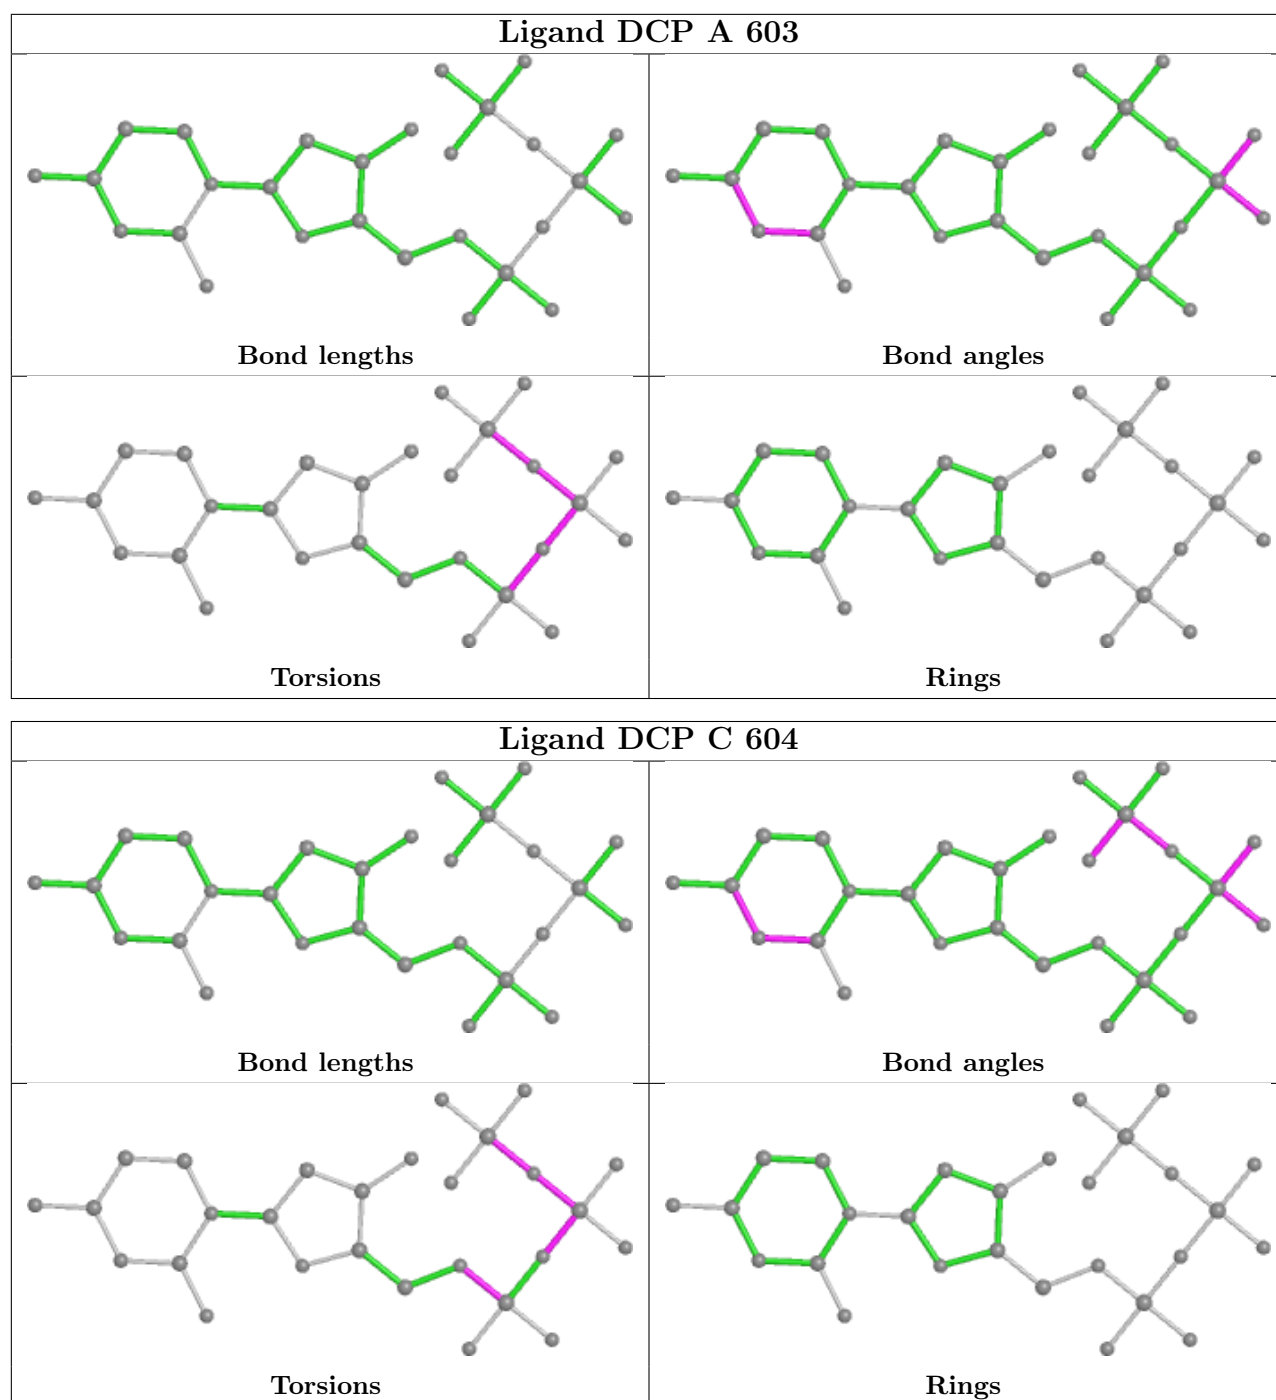 Ligand DCP A 603
Bond lengths
Bond angles
Torsions
Rings
Ligand DCP C 604
Bond lengths
Bond angles
Torsions
Rings